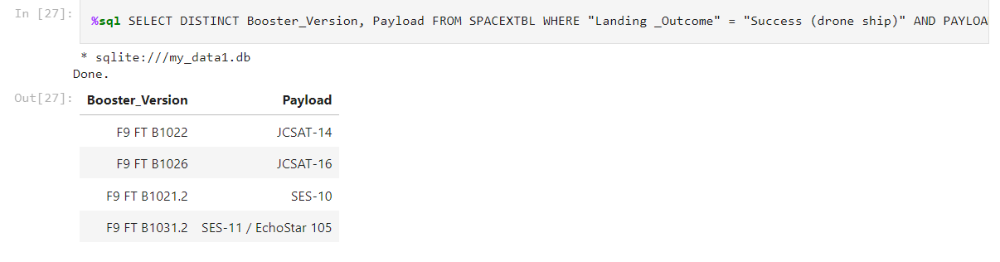 In [27]: %sql SELECT DISTINCT Booster_Version, Payload FROM SPACEXTBL WHERE "Landing _Outcome" = "Success (drone ship)" AND PAYLOA
* sqlite:///my_data1.db
Done.
Out[27]: Booster_Version Payload
F9 FT B1022 JCSAT-14
F9 FT B1026 JCSAT-16
F9 FT B1021.2 SES-10
F9 FT B1031.2 SES-11 / EchoStar 105